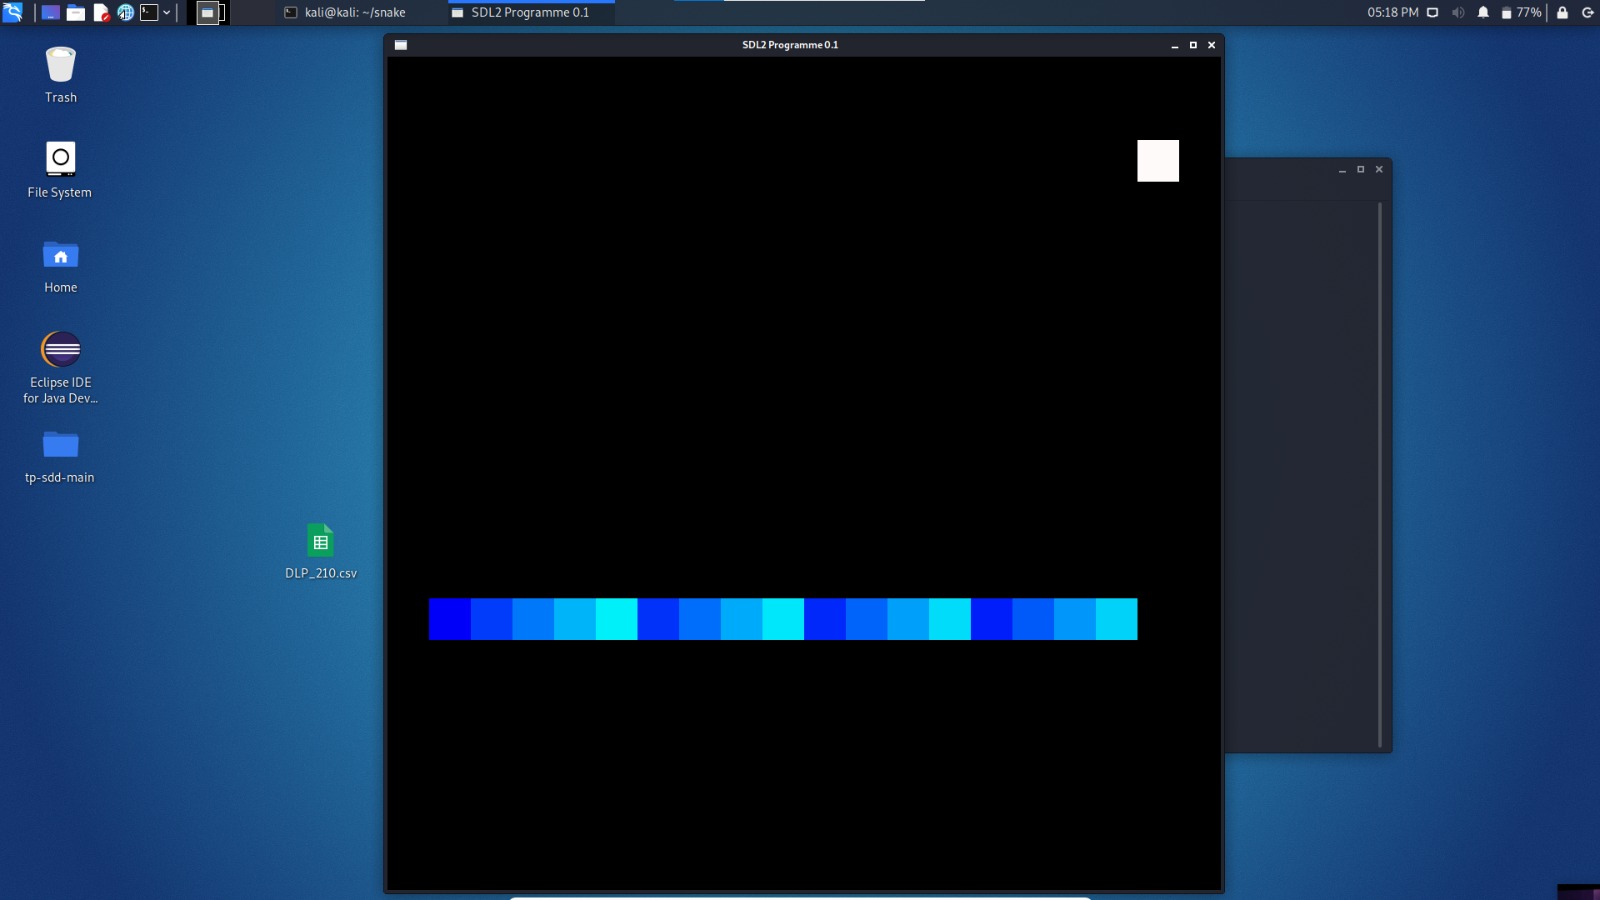 kali@kali: ~/snake
SDL2 Programme 0.1
05:18 PM
77%
SDL2 Programme 0.1
Trash
File System
Home
Eclipse IDE
for Java Dev...
tp-sdd-main
DLP_210.csv